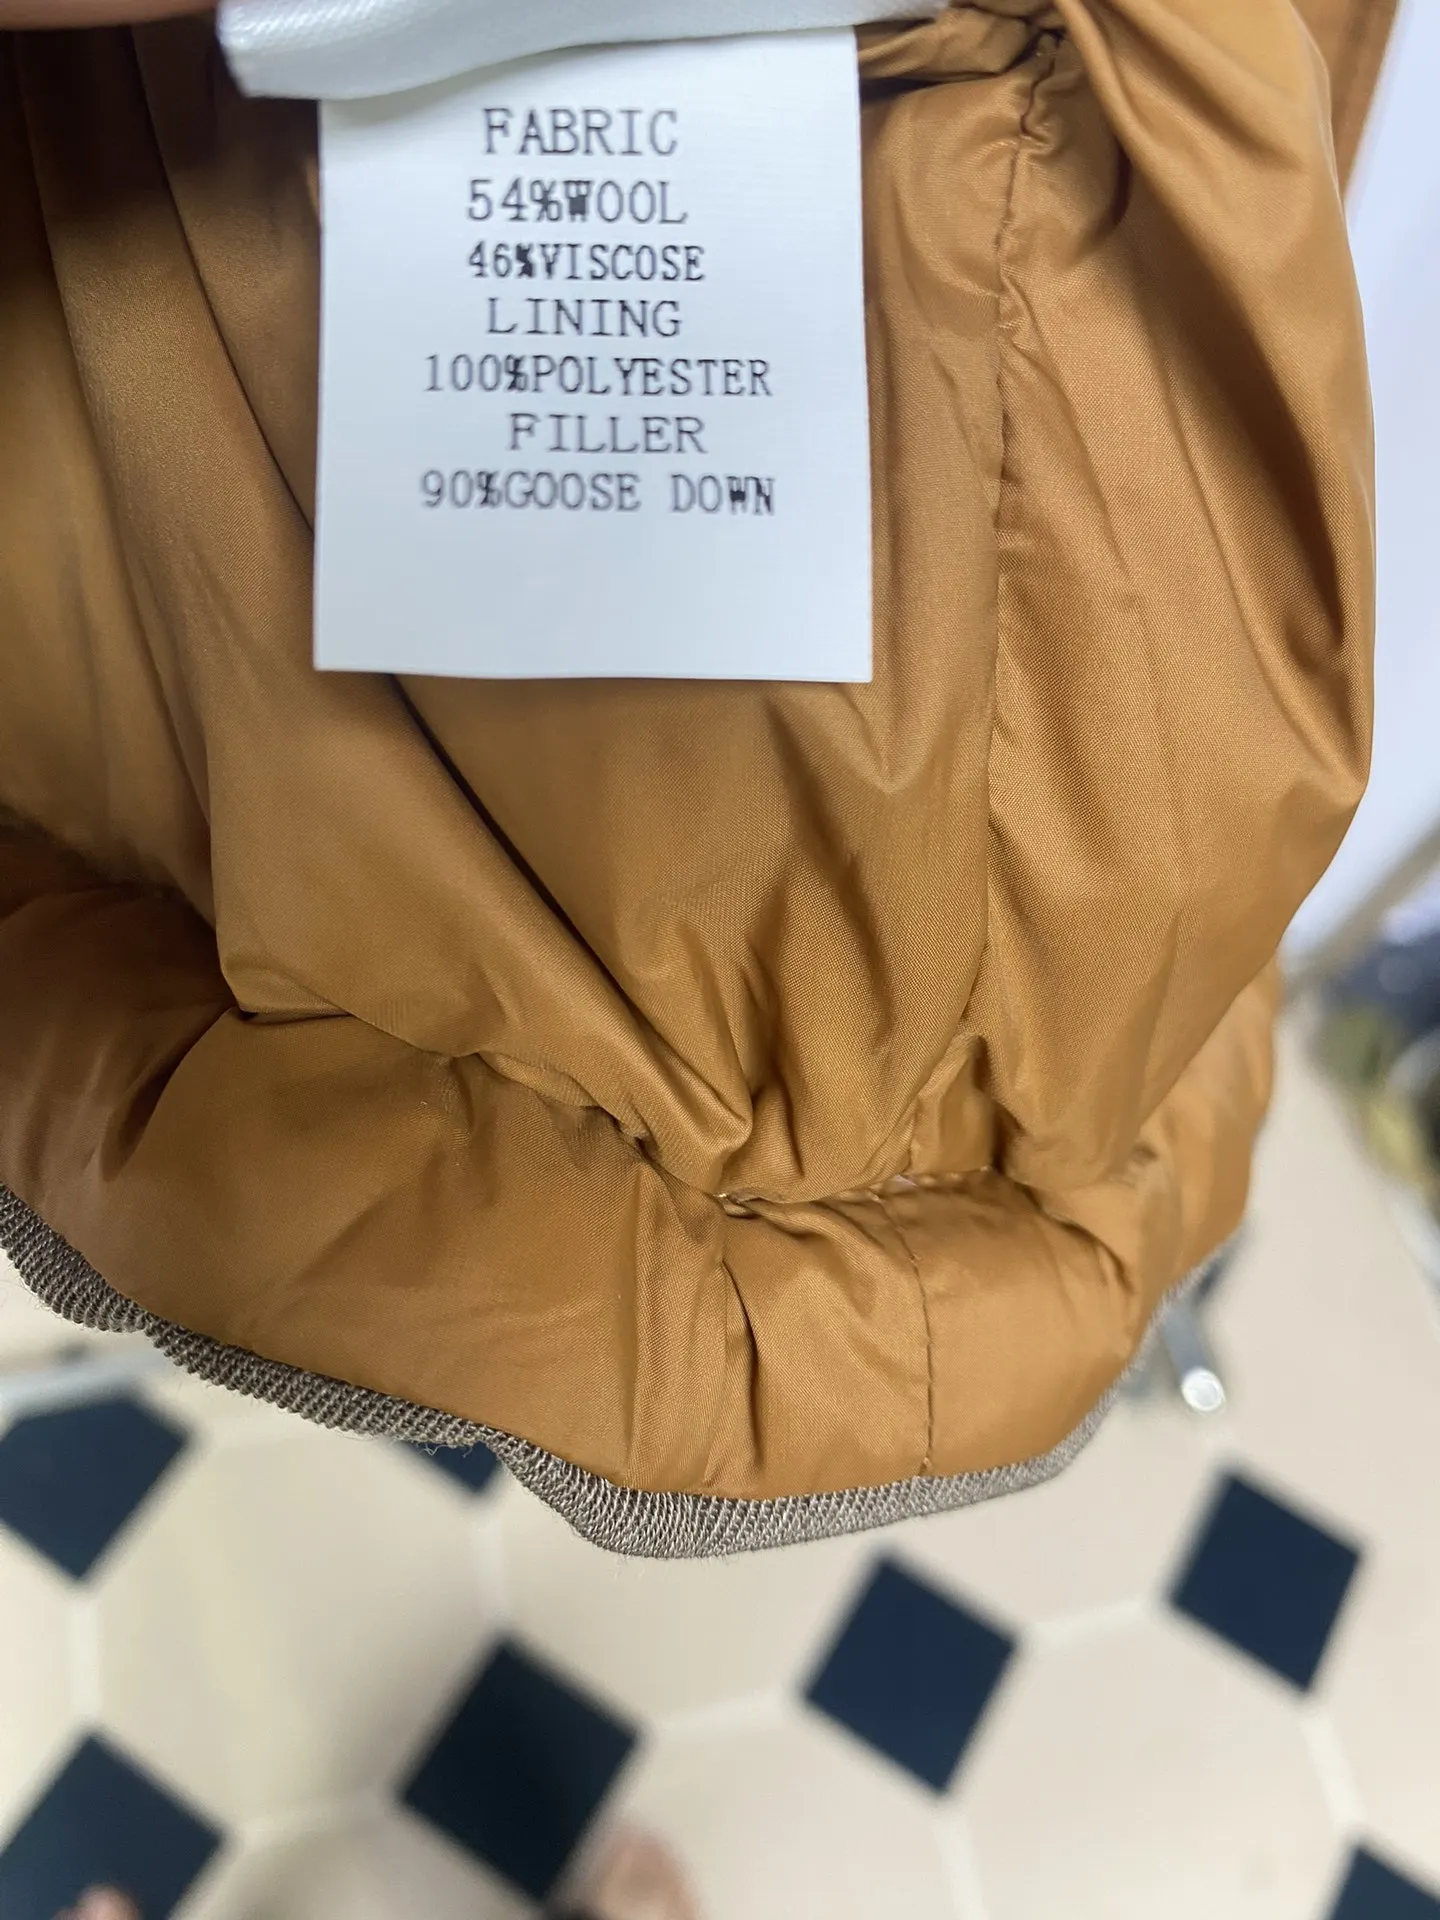 FABRIC
54%WOOL
46%VISCOSE
LINING
100%POLYESTER
FILLER
90%GOOSE DOWN